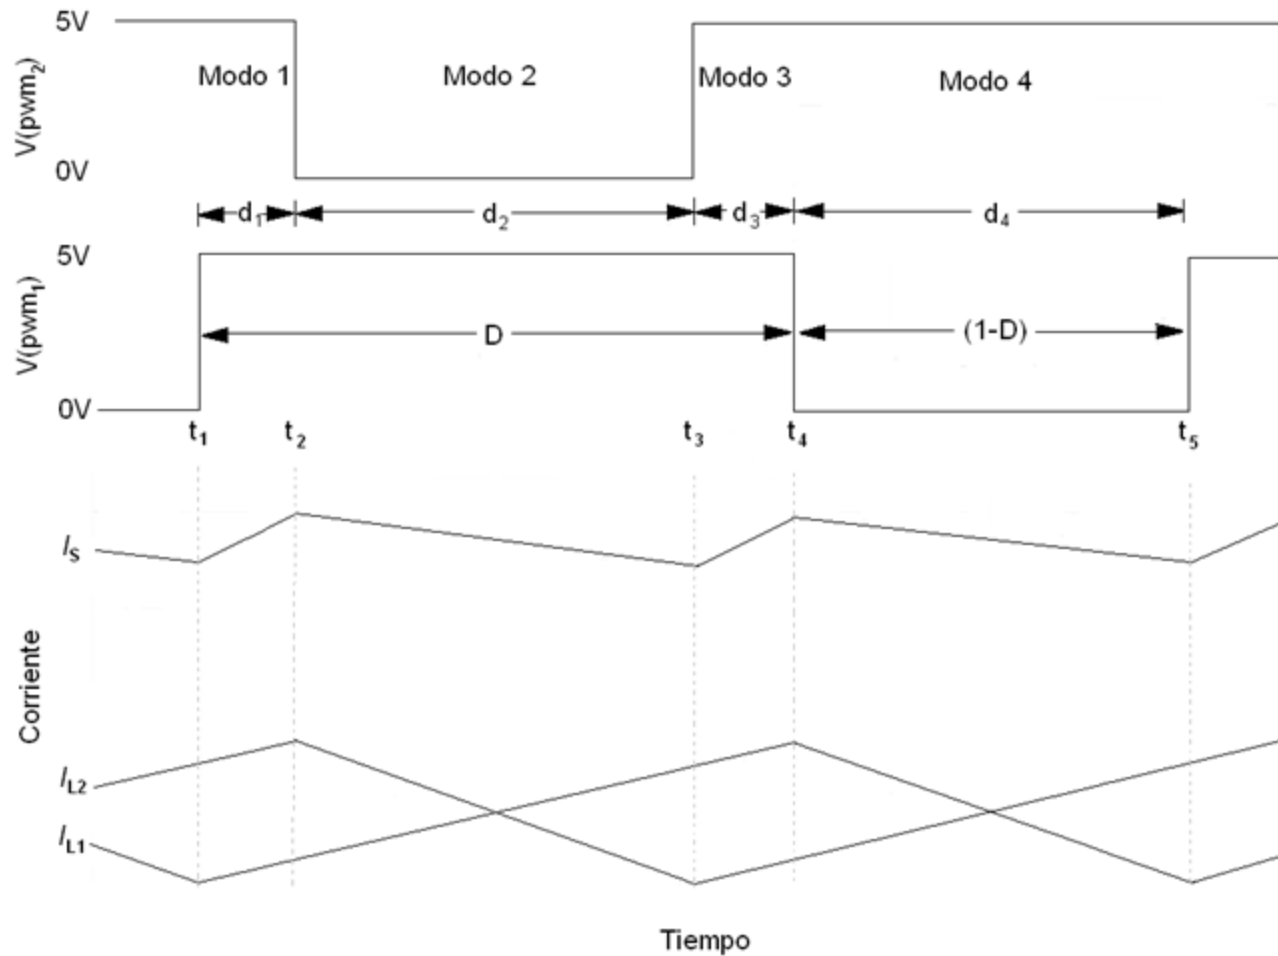 5V
V(pwm2)
Modo 1 Modo 2 Modo 3 Modo 4
0V
d1 d2 d3 d4
5V
V(pwm1)
D (1-D)
0V
t1 t2 t3 t4 t5
IS
Corriente
IL2
IL1
Tiempo